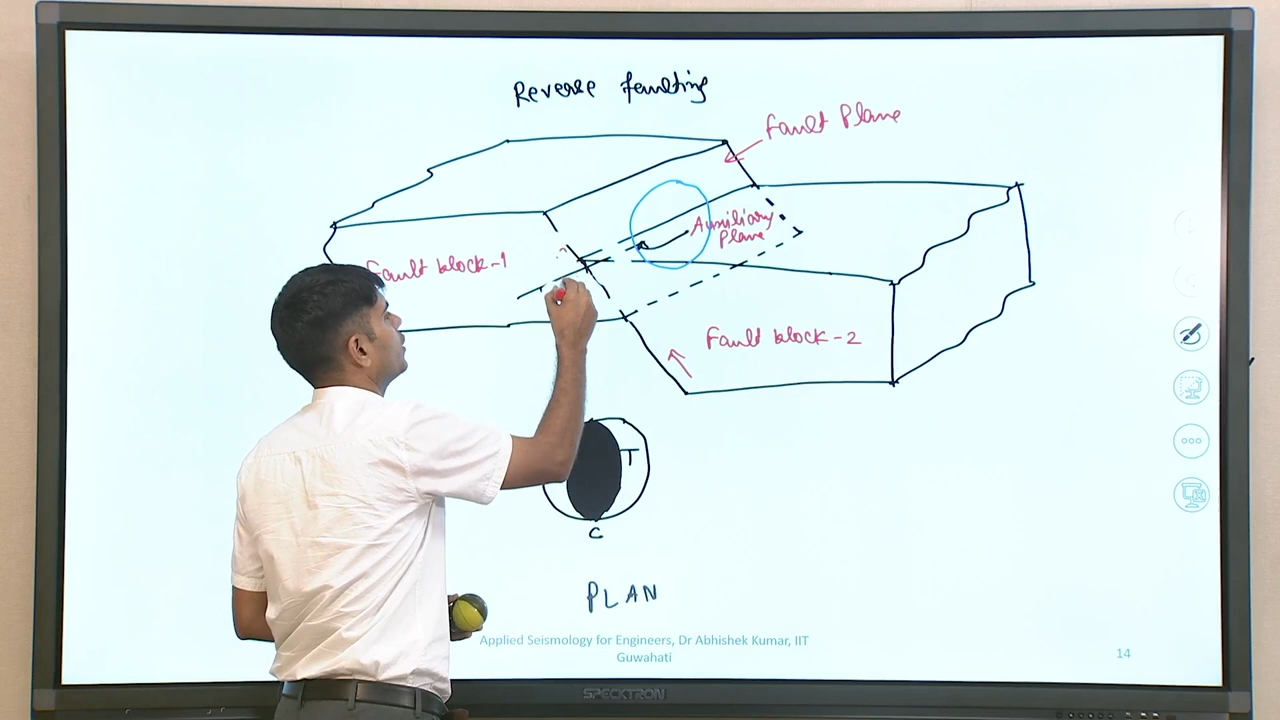 Reverse faulting
Fault Plane
Auxiliary
Plane
Fault block-1
Fault block-2
T
C
PLAN
Applied Seismology for Engineers, Dr Abhishek Kumar, IIT
Guwahati
14
SPECKTRON